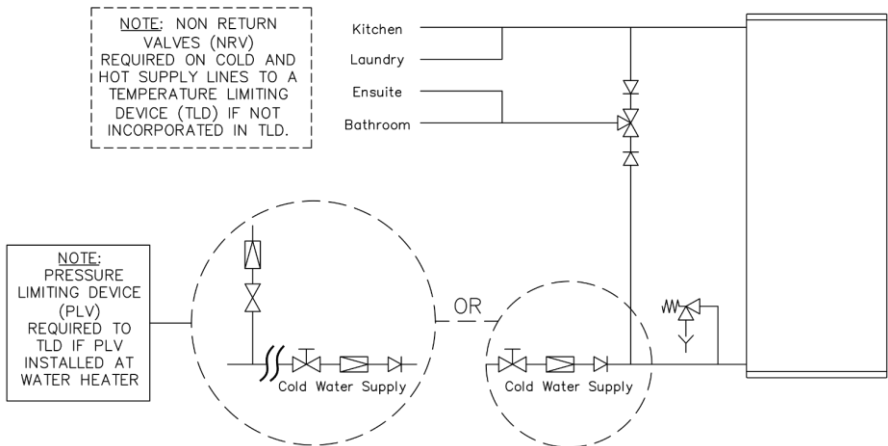 NOTE: NON RETURN
VALVES (NRV)
REQUIRED ON COLD AND
HOT SUPPLY LINES TO A
TEMPERATURE LIMITING
DEVICE (TLD) IF NOT
INCORPORATED IN TLD.
Kitchen
Laundry
Ensuite
Bathroom
NOTE:
PRESSURE
LIMITING DEVICE
(PLV)
REQUIRED TO
TLD IF PLV
INSTALLED AT
WATER HEATER
OR
Cold Water Supply
Cold Water Supply